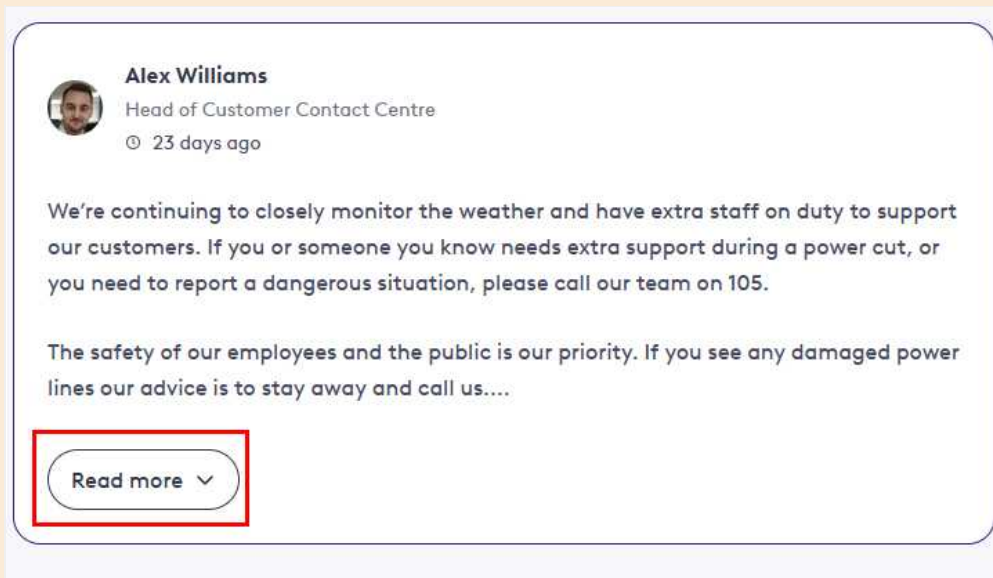 Alex Williams
Head of Customer Contact Centre
23 days ago
We’re continuing to closely monitor the weather and have extra staff on duty to support
our customers. If you or someone you know needs extra support during a power cut, or
you need to report a dangerous situation, please call our team on 105.
The safety of our employees and the public is our priority. If you see any damaged power
lines our advice is to stay away and call us....
Read more